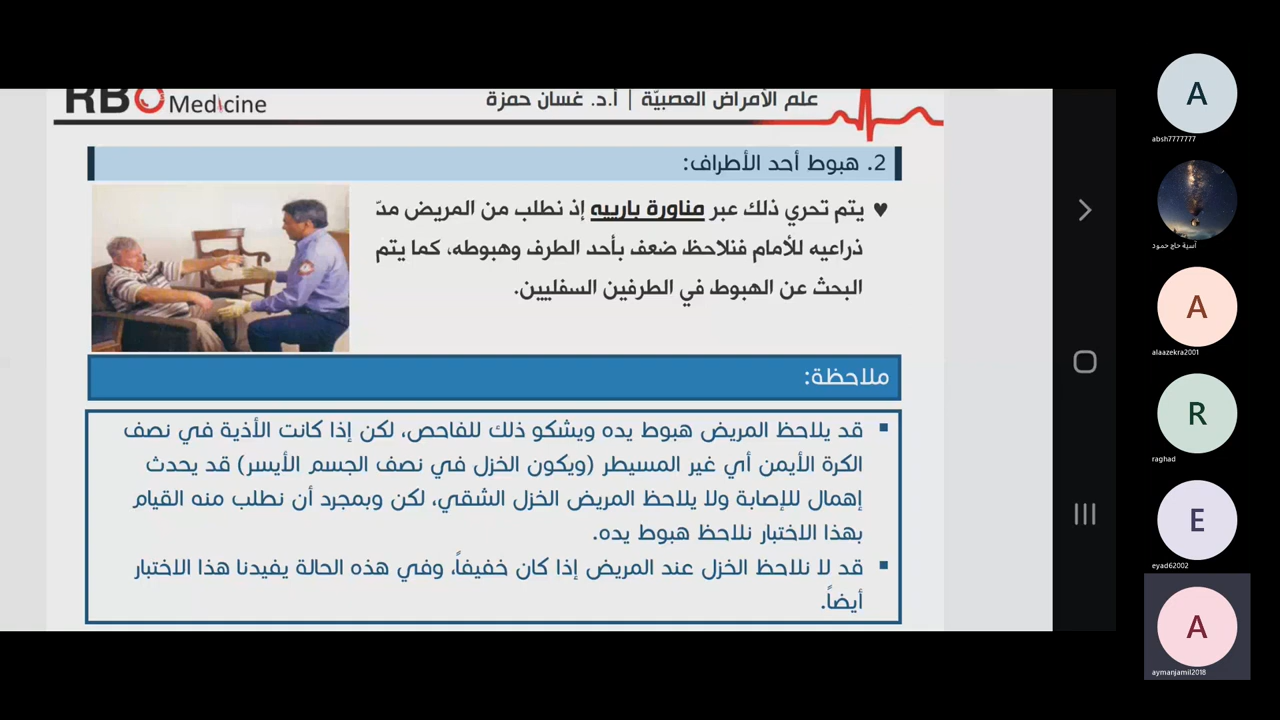 RBO Medicine
علم الأمراض العصبيّة | أ.د. غسان حمزة
2. هبوط أحد الأطراف:
♥ يتم تحري ذلك عبر مناورة بارييه إذ نطلب من المريض مدّ
ذراعيه للأمام فنلاحظ ضعف بأحد الطرف وهبوطه، كما يتم
البحث عن الهبوط في الطرفين السفليين.
ملاحظة:
▪ قد يلاحظ المريض هبوط يده ويشكو ذلك للفاحص، لكن إذا كانت الأذية في نصف
الكرة الأيمن أي غير المسيطر (ويكون الخزل في نصف الجسم الأيسر) قد يحدث
إهمال للإصابة ولا يلاحظ المريض الخزل الشقي، لكن وبمجرد أن نطلب منه القيام
بهذا الاختبار نلاحظ هبوط يده.
▪ قد لا نلاحظ الخزل عند المريض إذا كان خفيفاً، وفي هذه الحالة يفيدنا هذا الاختبار
أيضاً.
A
absh7777777
آسية حاج حمود
A
alaazekra2001
R
raghad
E
eyad62002
A
aymanjamil2018